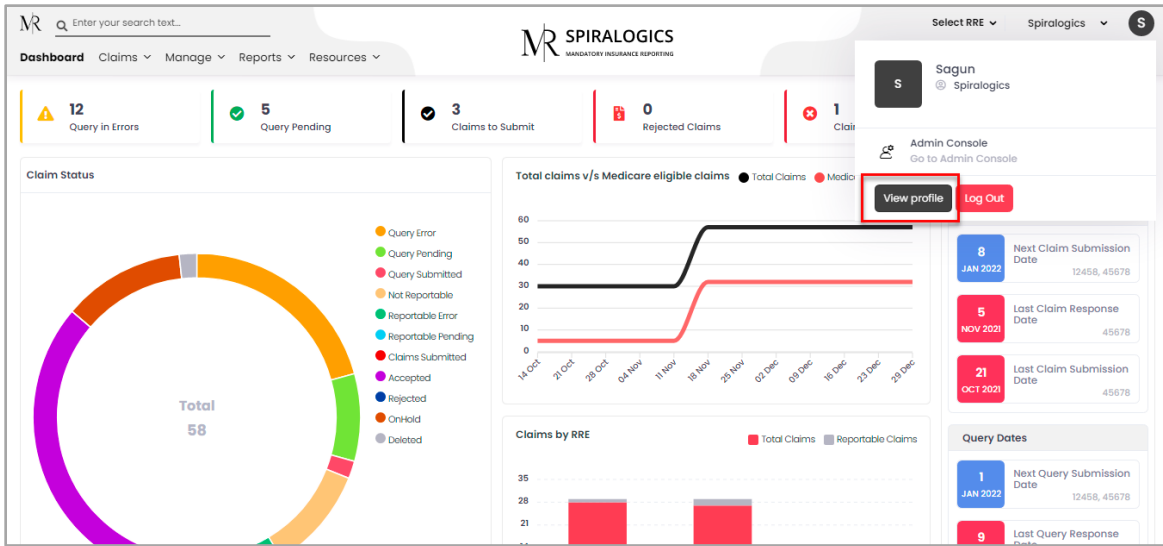 MR
Enter your search text...
SPIRALOGICS
MANDATORY INSURANCE REPORTING
Select RRE
Spiralogics
S
Dashboard Claims Manage Reports Resources
S
Sagun
Spiralogics
Admin Console
Go to Admin Console
View profile
Log Out
12
Query in Errors
5
Query Pending
3
Claims to Submit
0
Rejected Claims
1
Claim Status
Total
58
Query Error
Query Pending
Query Submitted
Not Reportable
Reportable Error
Reportable Pending
Claims Submitted
Accepted
Rejected
OnHold
Deleted
Total claims v/s Medicare eligible claims
Total Claims
60
50
40
30
20
10
0
14 Oct 21 Oct 28 Oct 04 Nov 11 Nov 18 Nov 25 Nov 02 Dec 09 Dec 16 Dec 23 Dec 29 Dec
Claims by RRE
Total Claims Reportable Claims
35
28
21
8
JAN 2022
Next Claim Submission
Date
12458, 45678
5
NOV 2021
Last Claim Response
Date
45678
21
OCT 2021
Last Claim Submission
Date
45678
Query Dates
1
JAN 2022
Next Query Submission
Date
12458, 45678
9
Last Query Response